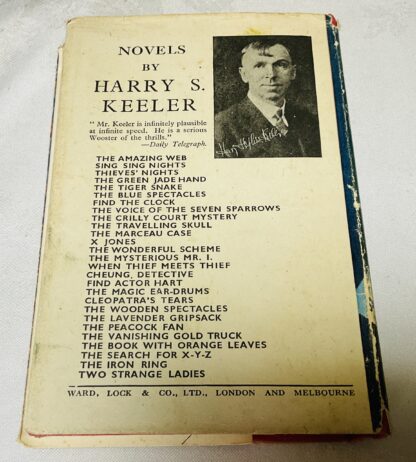 NOVELS
BY
HARRY S.
KEELER
" Mr. Keeler is infinitely plausible
at infinite speed. He is a serious
Wooster of the thrills."
—Daily Telegraph.
THE AMAZING WEB
SING SING NIGHTS
THIEVES' NIGHTS
THE GREEN JADE HAND
THE TIGER SNAKE
THE BLUE SPECTACLES
FIND THE CLOCK
THE VOICE OF THE SEVEN SPARROWS
THE CRILLY COURT MYSTERY
THE TRAVELLING SKULL
THE MARCEAU CASE
X JONES
THE WONDERFUL SCHEME
THE MYSTERIOUS MR. I.
WHEN THIEF MEETS THIEF
CHEUNG, DETECTIVE
FIND ACTOR HART
THE MAGIC EAR-DRUMS
CLEOPATRA'S TEARS
THE WOODEN SPECTACLES
THE LAVENDER GRIPSACK
THE PEACOCK FAN
THE VANISHING GOLD TRUCK
THE BOOK WITH ORANGE LEAVES
THE SEARCH FOR X-Y-Z
THE IRON RING
TWO STRANGE LADIES
WARD, LOCK & CO., LTD., LONDON AND MELBOURNE